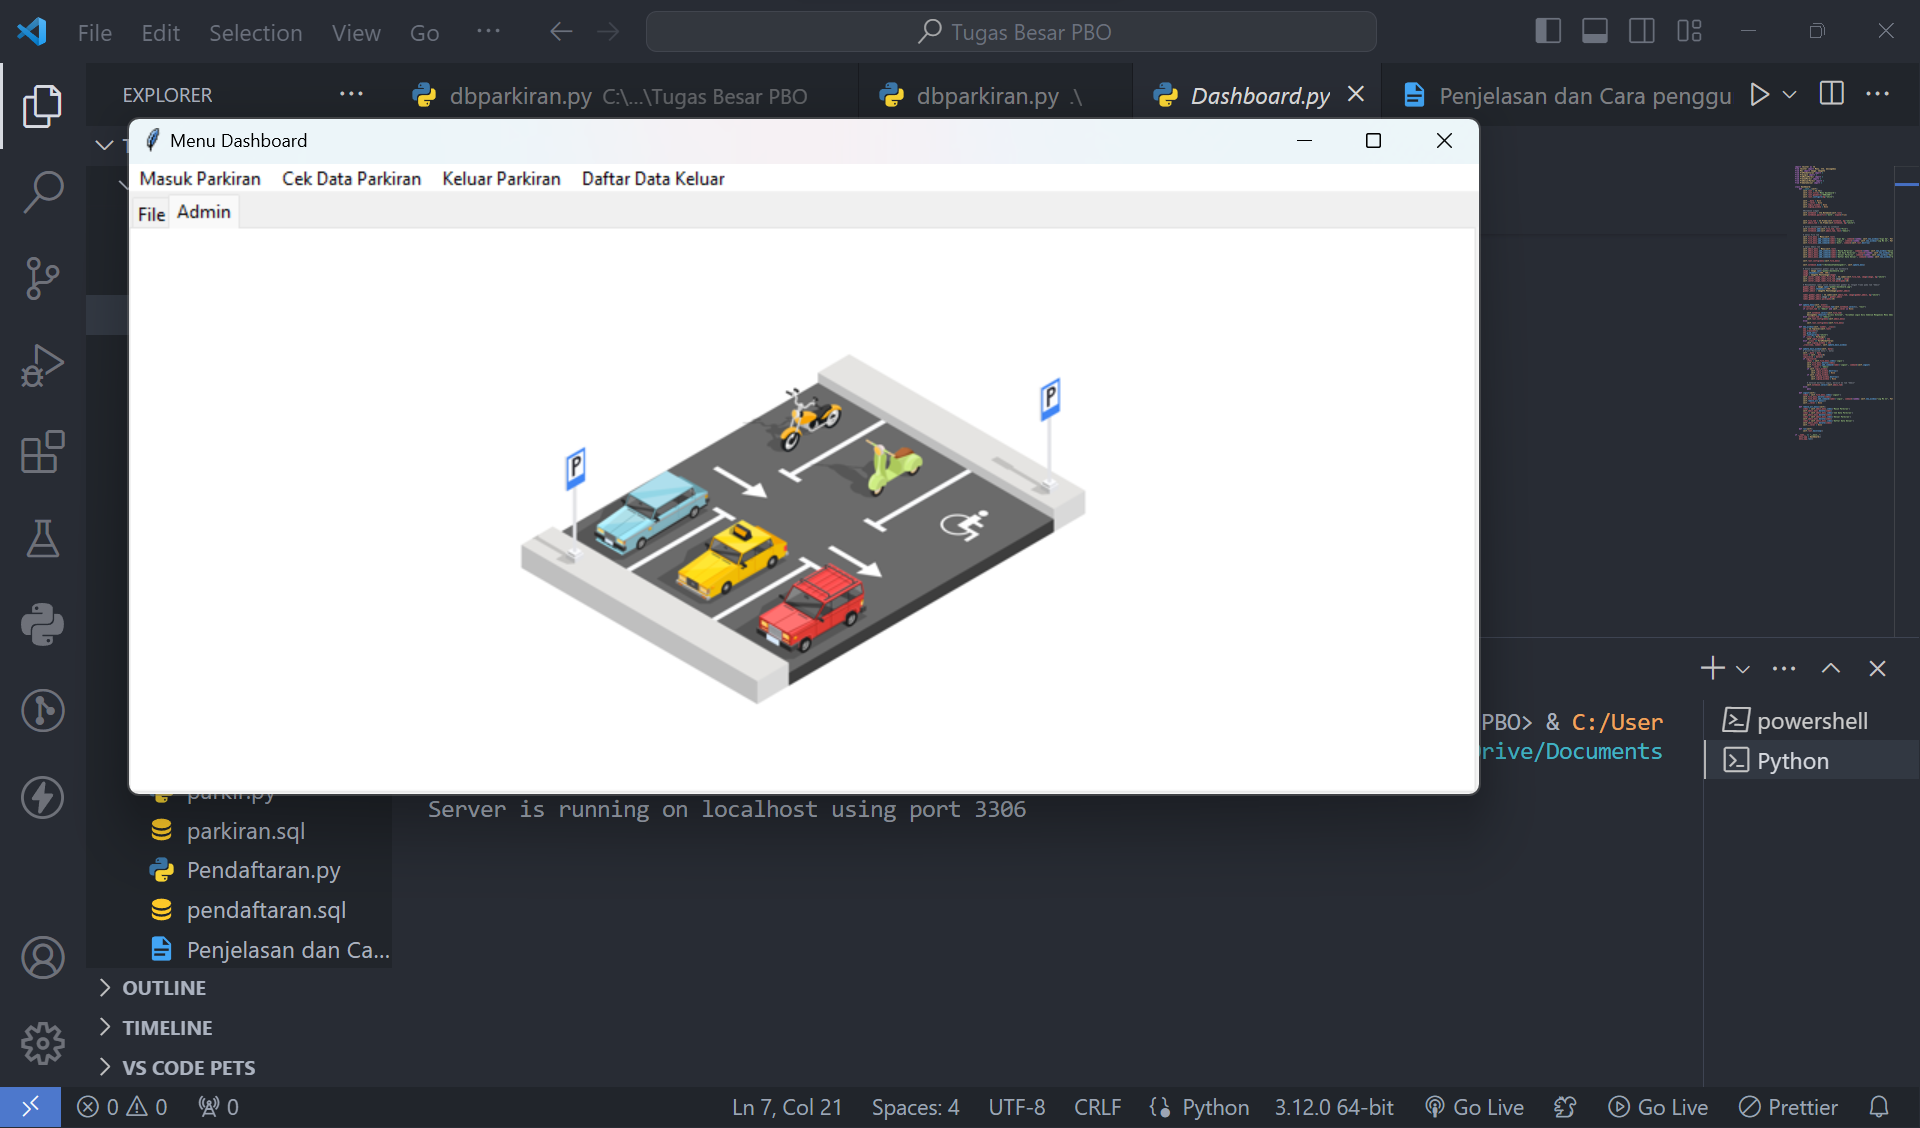 File Edit Selection View Go ...
Tugas Besar PBO
EXPLORER ...
dbparkiran.py C:\...\Tugas Besar PBO
dbparkiran.py .\
Dashboard.py
Penjelasan dan Cara penggu
Menu Dashboard
Masuk Parkiran Cek Data Parkiran Keluar Parkiran Daftar Data Keluar
File Admin
P
P
PBO> & C:/User
rive/Documents
powershell
Python
Server is running on localhost using port 3306
parkir.py
parkiran.sql
Pendaftaran.py
pendaftaran.sql
Penjelasan dan Ca...
OUTLINE
TIMELINE
VS CODE PETS
0 0 0
Ln 7, Col 21 Spaces: 4 UTF-8 CRLF Python 3.12.0 64-bit Go Live Go Live Prettier